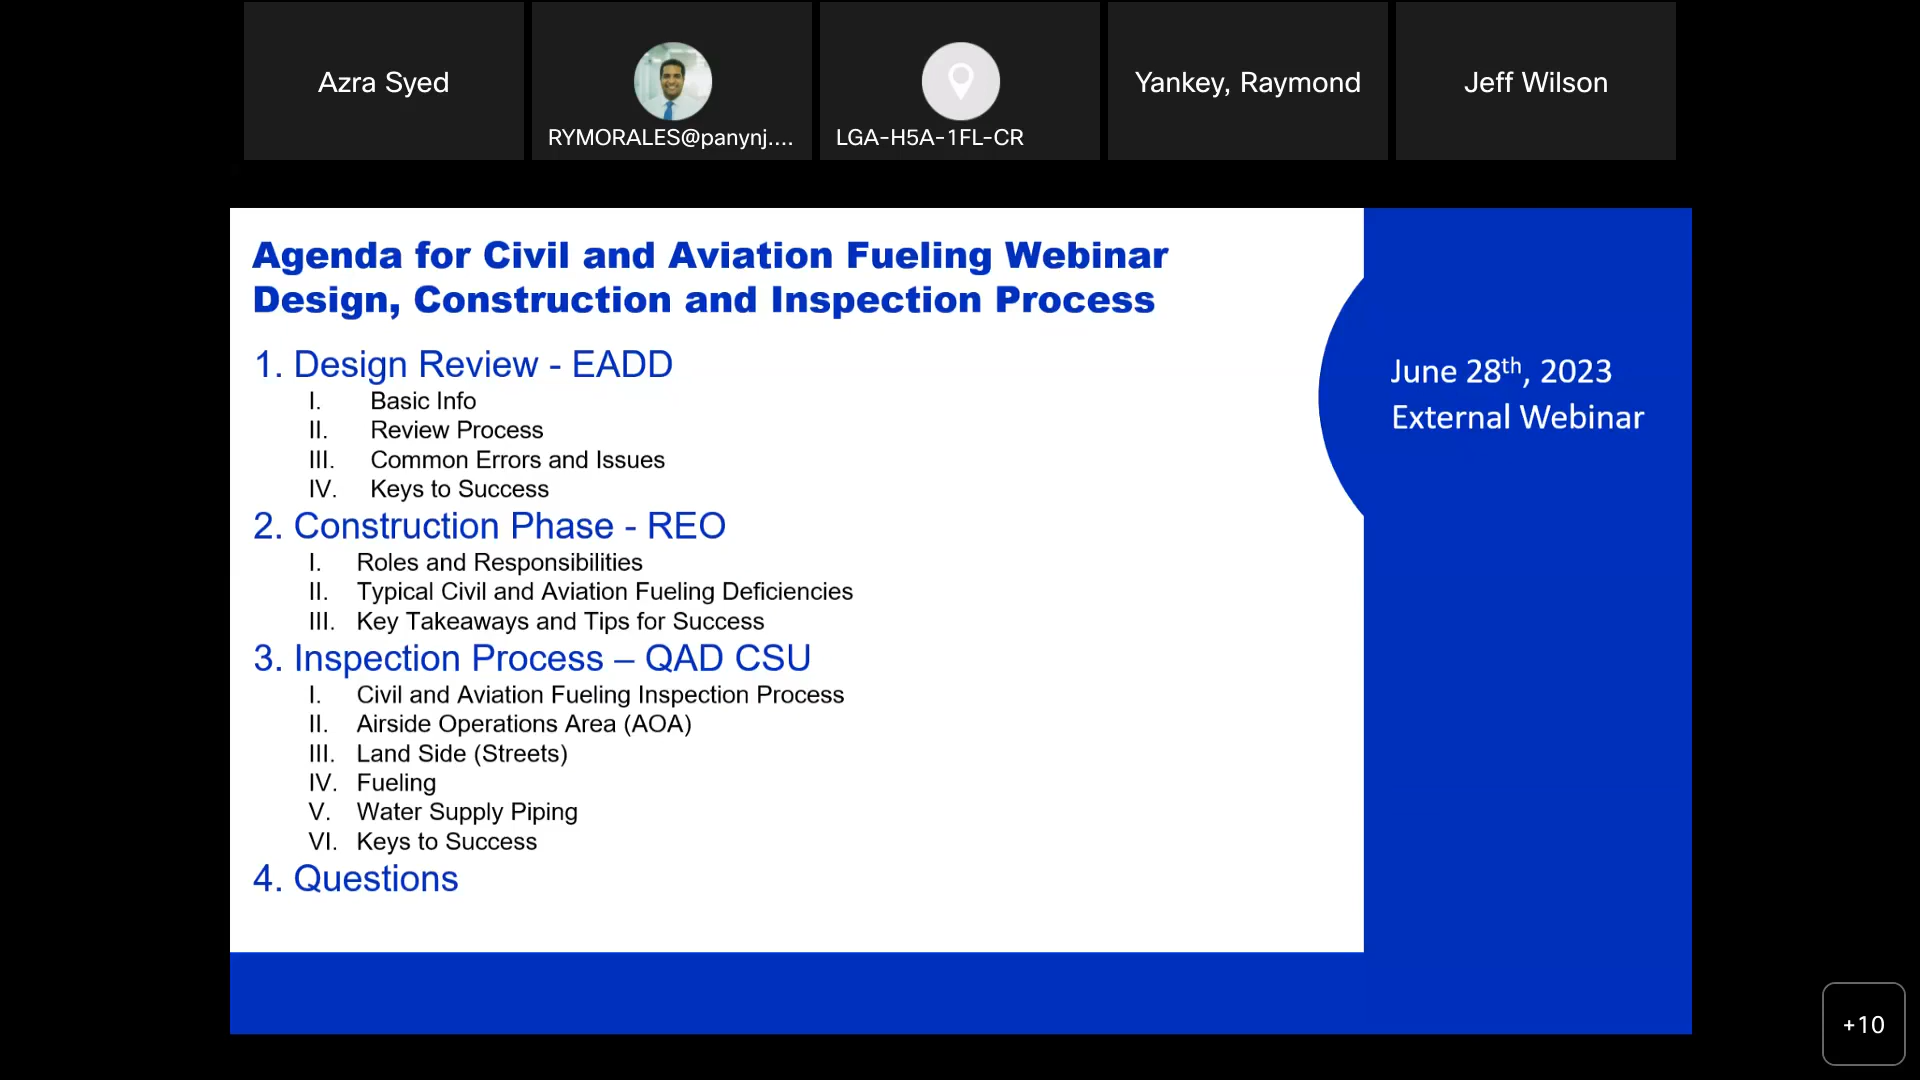 Azra Syed
RYMORALES@panynj....
LGA-H5A-1FL-CR
Yankey, Raymond
Jeff Wilson
Agenda for Civil and Aviation Fueling Webinar
Design, Construction and Inspection Process
1. Design Review - EADD
I. Basic Info
II. Review Process
III. Common Errors and Issues
IV. Keys to Success
2. Construction Phase - REO
I. Roles and Responsibilities
II. Typical Civil and Aviation Fueling Deficiencies
III. Key Takeaways and Tips for Success
3. Inspection Process – QAD CSU
I. Civil and Aviation Fueling Inspection Process
II. Airside Operations Area (AOA)
III. Land Side (Streets)
IV. Fueling
V. Water Supply Piping
VI. Keys to Success
4. Questions
June 28th, 2023
External Webinar
+10